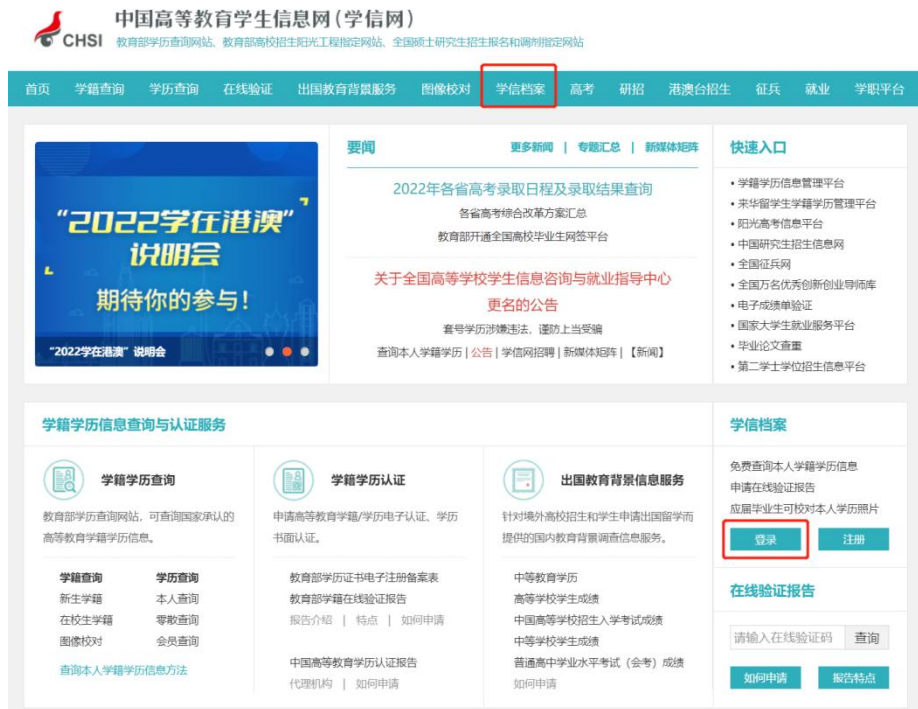 中国高等教育学生信息网(学信网)
CHSI 教育部学历查询网站、教育部高校招生阳光工程指定网站、全国硕士研究生招生报名和调剂指定网站
首页 学籍查询 学历查询 在线验证 出国教育背景服务 图像校对 学信档案 高考 研招 港澳台招生 征兵 就业 学职平台
“2022学在港澳”
说明会
期待你的参与!
“2022学在港澳”说明会
要闻 更多新闻 | 专题汇总 | 新媒体矩阵
2022年各省高考录取日程及录取结果查询
各省高考综合改革方案汇总
教育部开通全国高校毕业生网签平台
关于全国高等学校学生信息咨询与就业指导中心
更名的公告
套号学历涉嫌违法、谨防上当受骗
查询本人学籍学历 | 公告 | 学信网招聘 | 新媒体矩阵 | 【新闻】
快速入口
• 学籍学历信息管理平台
• 来华留学生学籍学历管理平台
• 阳光高考信息平台
• 中国研究生招生信息网
• 全国征兵网
• 全国万名优秀创新创业导师库
• 电子成绩单验证
• 国家大学生就业服务平台
• 毕业论文查重
• 第二学士学位招生信息平台
学籍学历信息查询与认证服务
学籍学历查询
教育部学历查询网站,可查询国家承认的
高等教育学籍学历信息。
学籍查询 学历查询
新生学籍 本人查询
在校生学籍 零散查询
图像校对 会员查询
查询本人学籍学历信息方法
学籍学历认证
申请高等教育学籍/学历电子认证、学历
书面认证。
教育部学历证书电子注册备案表
教育部学籍在线验证报告
报告介绍 | 特点 | 如何申请
中国高等教育学历认证报告
代理机构 | 如何申请
出国教育背景信息服务
针对境外高校招生和学生申请出国留学而
提供的国内教育背景调查信息服务。
中等教育学历
高等学校学生成绩
中国高等学校招生入学考试成绩
中等学校学生成绩
普通高中学业水平考试(会考)成绩
如何申请
学信档案
免费查询本人学籍学历信息
申请在线验证报告
应届毕业生可校对本人学历照片
登录 注册
在线验证报告
请输入在线验证码 查询
如何申请 报告特点